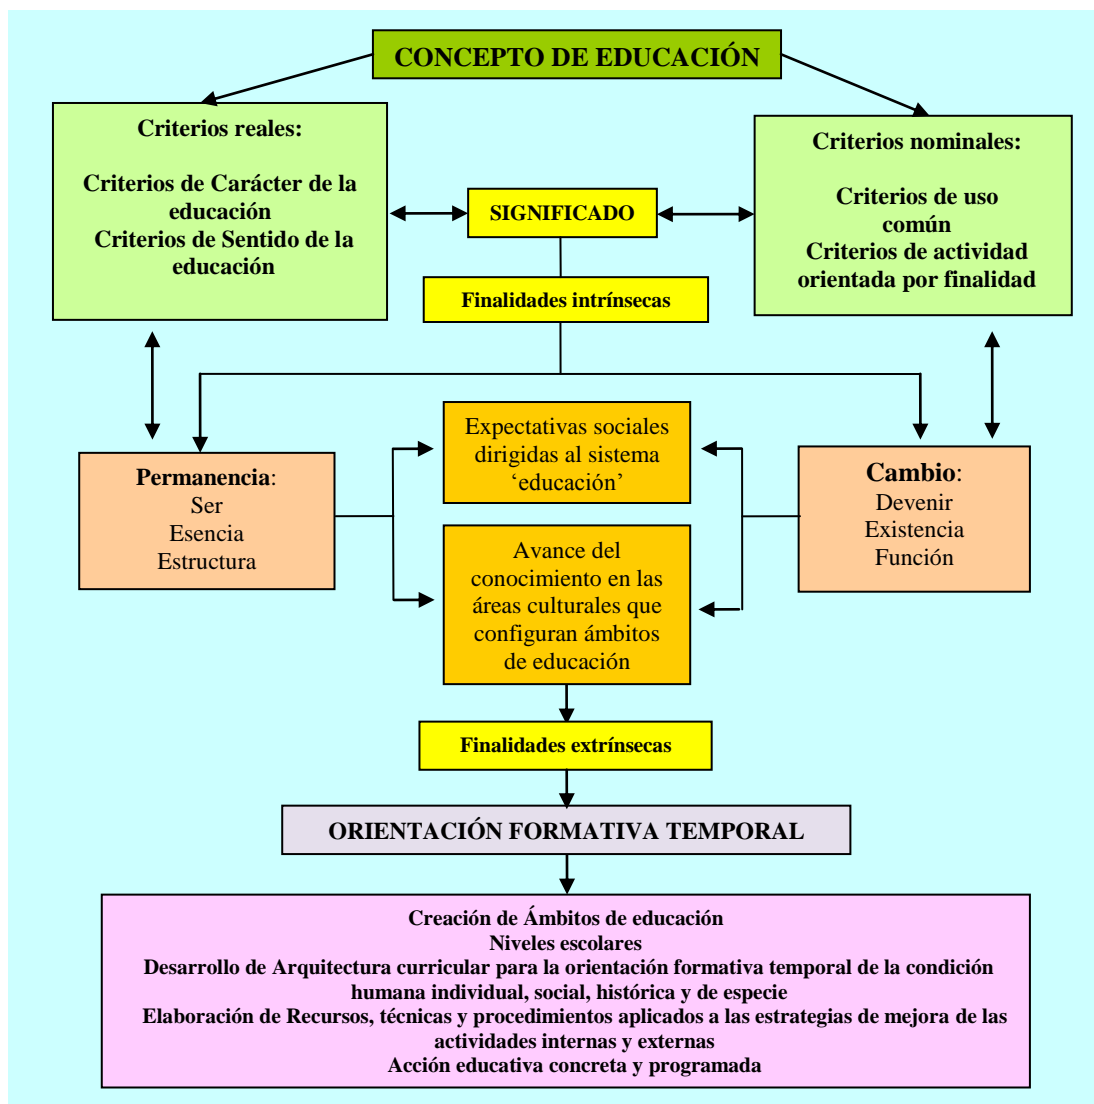 CONCEPTO DE EDUCACIÓN
Criterios reales:
Criterios de Carácter de la
educación
Criterios de Sentido de la
educación
SIGNIFICADO
Criterios nominales:
Criterios de uso
común
Criterios de actividad
orientada por finalidad
Finalidades intrínsecas
Permanencia:
Ser
Esencia
Estructura
Expectativas sociales
dirigidas al sistema
‘educación’
Avance del
conocimiento en las
áreas culturales que
configuran ámbitos
de educación
Cambio:
Devenir
Existencia
Función
Finalidades extrínsecas
ORIENTACIÓN FORMATIVA TEMPORAL
Creación de Ámbitos de educación
Niveles escolares
Desarrollo de Arquitectura curricular para la orientación formativa temporal de la condición
humana individual, social, histórica y de especie
Elaboración de Recursos, técnicas y procedimientos aplicados a las estrategias de mejora de las
actividades internas y externas
Acción educativa concreta y programada